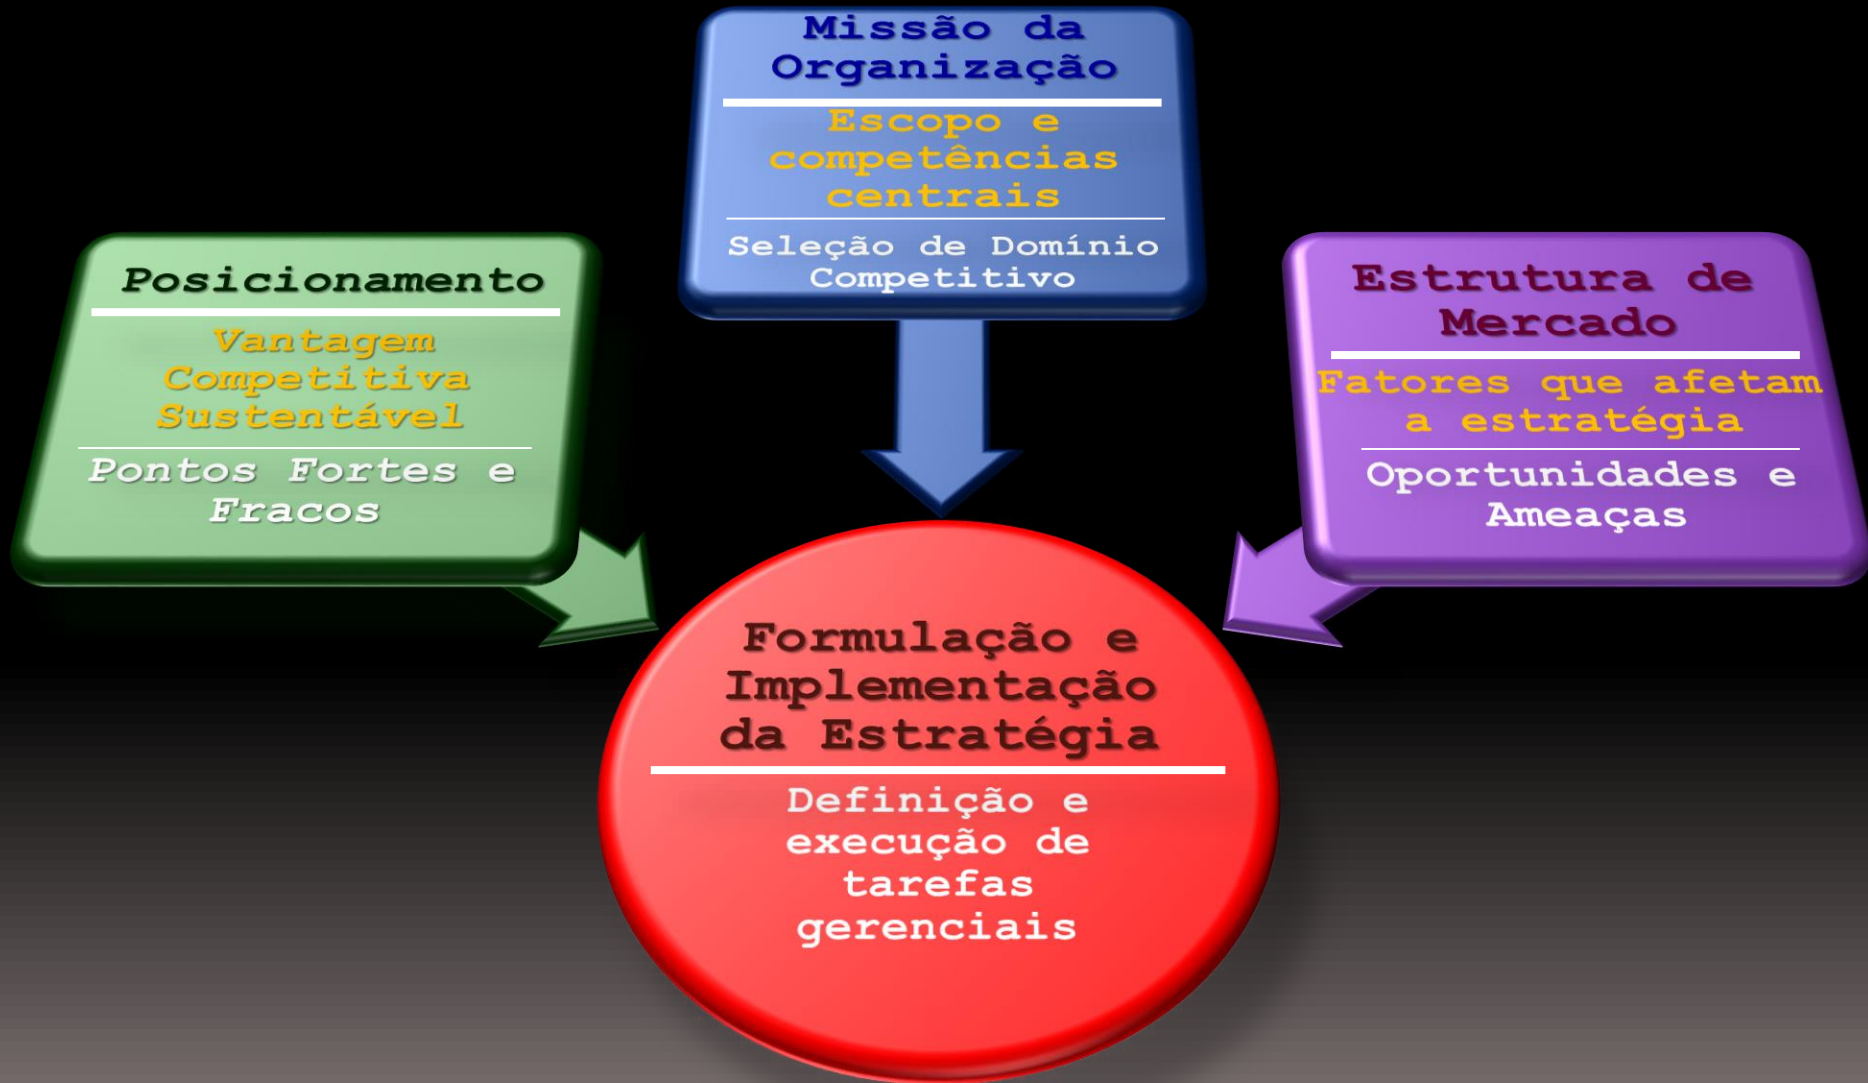 Missão da
Organização
Escopo e
competências
centrais
Seleção de Domínio
Competitivo
Posicionamento
Vantagem
Competitiva
Sustentável
Pontos Fortes e
Fracos
Estrutura de
Mercado
Fatores que afetam
a estratégia
Oportunidades e
Ameaças
Formulação e
Implementação
da Estratégia
Definição e
execução de
tarefas
gerenciais